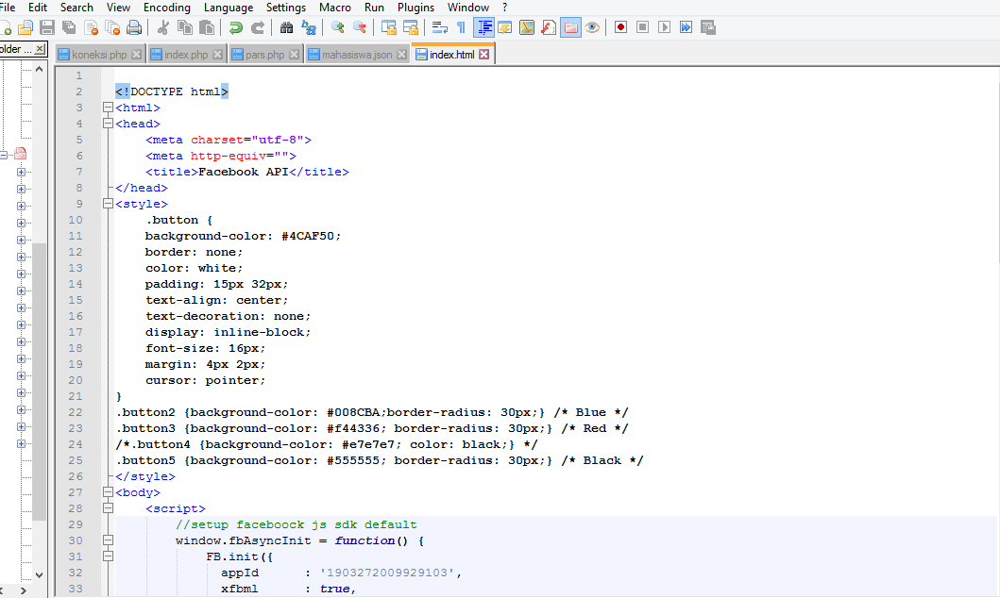 File Edit Search View Encoding Language Settings Macro Run Plugins Window ?
older ...
koneksi.php index.php pars.php mahasiswa.json index.html
1
2 <!DOCTYPE html>
3 <html>
4 <head>
5 <meta charset="utf-8">
6 <meta http-equiv="">
7 <title>Facebook API</title>
8 </head>
9 <style>
10 .button {
11 background-color: #4CAF50;
12 border: none;
13 color: white;
14 padding: 15px 32px;
15 text-align: center;
16 text-decoration: none;
17 display: inline-block;
18 font-size: 16px;
19 margin: 4px 2px;
20 cursor: pointer;
21 }
22 .button2 {background-color: #008CBA;border-radius: 30px;} /* Blue */
23 .button3 {background-color: #f44336; border-radius: 30px;} /* Red */
24 /*.button4 {background-color: #e7e7e7; color: black;} */
25 .button5 {background-color: #555555; border-radius: 30px;} /* Black */
26 </style>
27 <body>
28 <script>
29 //setup faceboock js sdk default
30 window.fbAsyncInit = function() {
31 FB.init({
32 appId : '1903272009929103',
33 xfbml : true,